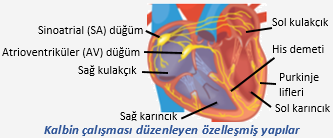 Sinoatrial (SA) düğüm
Atrioventriküler (AV) düğüm
Sağ kulakçık
Sağ karıncık
Sol kulakçık
His demeti
Purkinje
lifleri
Sol karıncık
Kalbin çalışması düzenleyen özelleşmiş yapılar